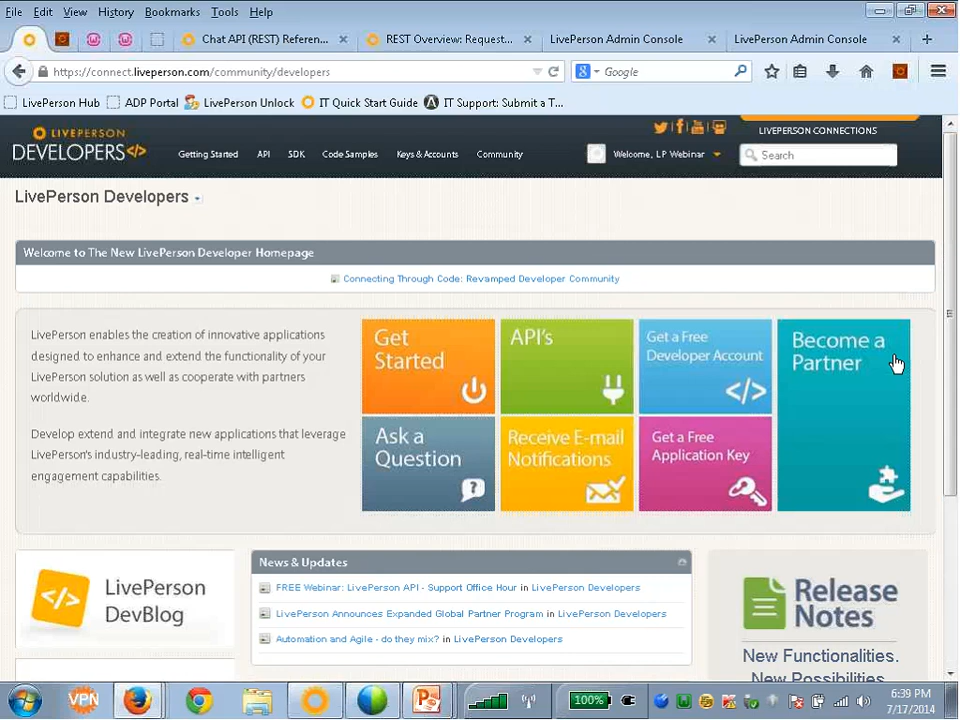 File Edit View History Bookmarks Tools Help
Chat API (REST) Referen... × REST Overview: Request... × LivePerson Admin Console × LivePerson Admin Console × +
https://connect.liveperson.com/community/developers
Google
LivePerson Hub ADP Portal LivePerson Unlock IT Quick Start Guide IT Support: Submit a T...
LIVEPERSON
DEVELOPERS</>
Getting Started API SDK Code Samples Keys & Accounts Community
Welcome, LP Webinar
LIVEPERSON CONNECTIONS
Search
LivePerson Developers
Welcome to The New LivePerson Developer Homepage
Connecting Through Code: Revamped Developer Community
LivePerson enables the creation of innovative applications
designed to enhance and extend the functionality of your
LivePerson solution as well as cooperate with partners
worldwide.
Develop extend and integrate new applications that leverage
LivePerson's industry-leading, real-time intelligent
engagement capabilities.
Get
Started
API's
Get a Free
Developer Account
</>
Become a
Partner
Ask a
Question
?
Receive E-mail
Notifications
Get a Free
Application Key
</>
LivePerson
DevBlog
News & Updates
FREE Webinar: LivePerson API - Support Office Hour in LivePerson Developers
LivePerson Announces Expanded Global Partner Program in LivePerson Developers
Automation and Agile - do they mix? in LivePerson Developers
Release
Notes
New Functionalities.
New Possibilities.
VPN
100%
6:39 PM
7/17/2014